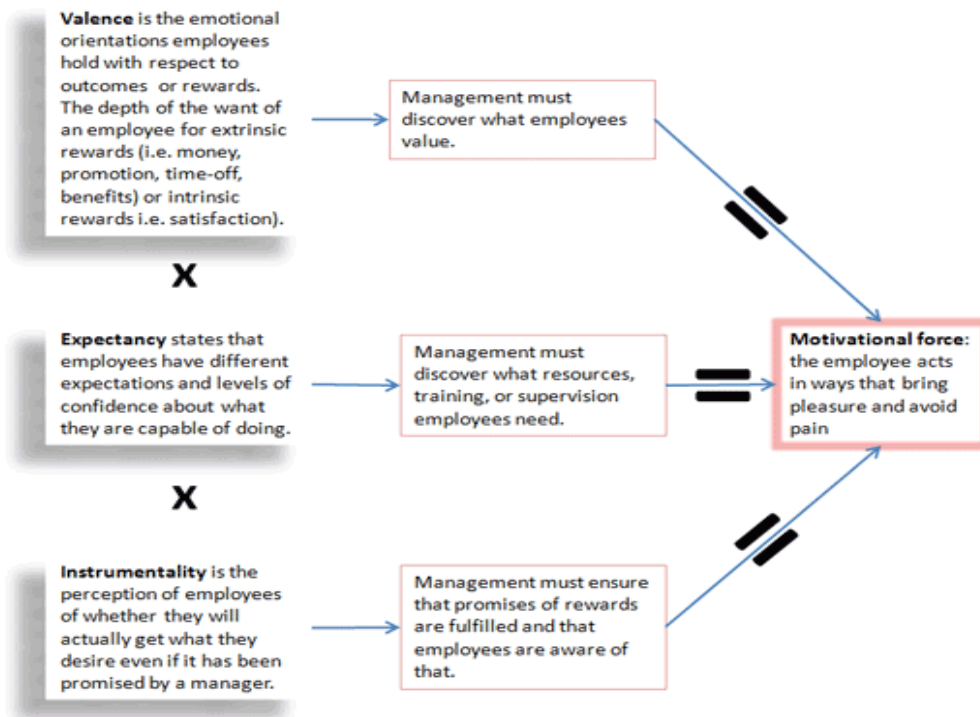 Valence is the emotional
orientations employees
hold with respect to
outcomes or rewards.
The depth of the want of
an employee for extrinsic
rewards (i.e. money,
promotion, time-off,
benefits) or intrinsic
rewards i.e. satisfaction).
Management must
discover what employees
value.
X
Expectancy states that
employees have different
expectations and levels of
confidence about what
they are capable of doing.
Management must
discover what resources,
training, or supervision
employees need.
Motivational force:
the employee acts
in ways that bring
pleasure and avoid
pain
X
Instrumentality is the
perception of employees
of whether they will
actually get what they
desire even if it has been
promised by a manager.
Management must ensure
that promises of rewards
are fulfilled and that
employees are aware of
that.